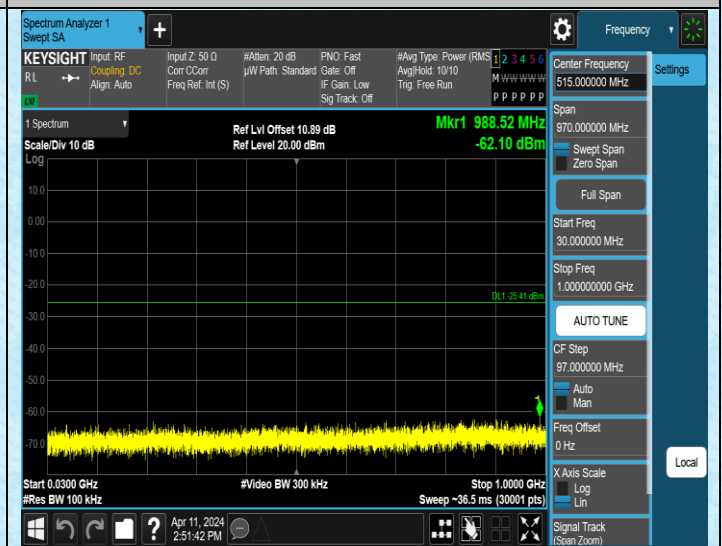 Spectrum Analyzer 1
Swept SA
+
Frequency
KEYSIGHT
R L
LXI
Input: RF
Coupling: DC
Align: Auto
Input Z: 50 Ω
Corr CCorr
Freq Ref: Int (S)
#Atten: 20 dB
µW Path: Standard
PNO: Fast
Gate: Off
IF Gain: Low
Sig Track: Off
#Avg Type: Power (RMS
Avg|Hold: 10/10
Trig: Free Run
1 2 3 4 5 6
M W W W W W
P P P P P P
Center Frequency
515.000000 MHz
Settings
1 Spectrum
Scale/Div 10 dB
Ref Lvl Offset 10.89 dB
Ref Level 20.00 dBm
Mkr1 988.52 MHz
-62.10 dBm
Span
970.000000 MHz
Swept Span
Zero Span
Full Span
Start Freq
30.000000 MHz
Stop Freq
1.000000000 GHz
AUTO TUNE
CF Step
97.000000 MHz
Auto
Man
Freq Offset
0 Hz
X Axis Scale
Log
Lin
Signal Track
(Span Zoom)
Local
Log
10.0
0.00
-10.0
-20.0
DL1 -25.41 dBm
-30.0
-40.0
-50.0
-60.0
1
-70.0
Start 0.0300 GHz
#Res BW 100 kHz
#Video BW 300 kHz
Stop 1.0000 GHz
Sweep ~36.5 ms (30001 pts)
?
Apr 11, 2024
2:51:42 PM